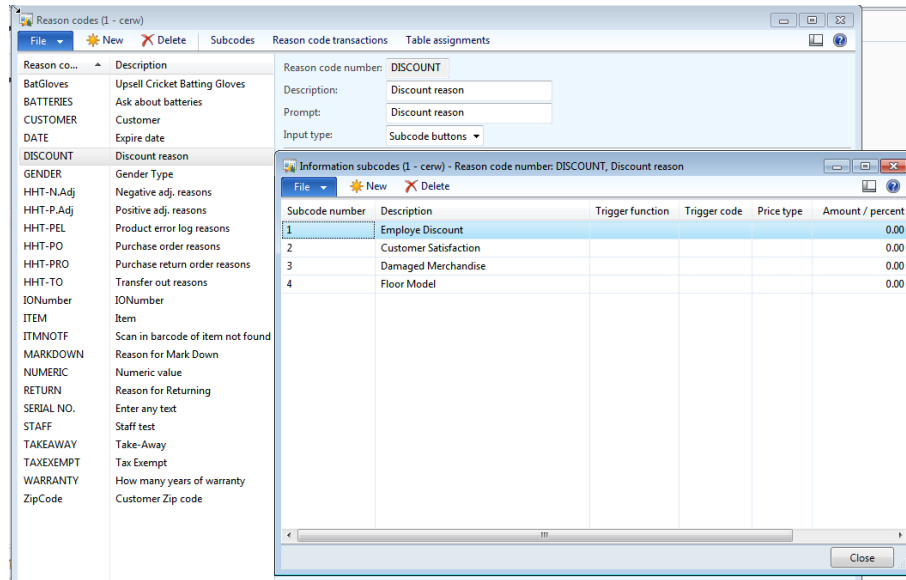 Reason codes (1 - cerw)
File New Delete Subcodes Reason code transactions Table assignments
Reason co... Description
BatGloves Upsell Cricket Batting Gloves
BATTERIES Ask about batteries
CUSTOMER Customer
DATE Expire date
DISCOUNT Discount reason
GENDER Gender Type
HHT-N.Adj Negative adj. reasons
HHT-P.Adj Positive adj. reasons
HHT-PEL Product error log reasons
HHT-PO Purchase order reasons
HHT-PRO Purchase return order reasons
HHT-TO Transfer out reasons
IONumber IONumber
ITEM Item
ITMNOTF Scan in barcode of item not found
MARKDOWN Reason for Mark Down
NUMERIC Numeric value
RETURN Reason for Returning
SERIAL NO. Enter any text
STAFF Staff test
TAKEAWAY Take-Away
TAXEXEMPT Tax Exempt
WARRANTY How many years of warranty
ZipCode Customer Zip code
Reason code number: DISCOUNT
Description: Discount reason
Prompt: Discount reason
Input type: Subcode buttons
Information subcodes (1 - cerw) - Reason code number: DISCOUNT, Discount reason
File New Delete
Subcode number Description Trigger function Trigger code Price type Amount / percent
1 Employe Discount 0.00
2 Customer Satisfaction 0.00
3 Damaged Merchandise 0.00
4 Floor Model 0.00
Close